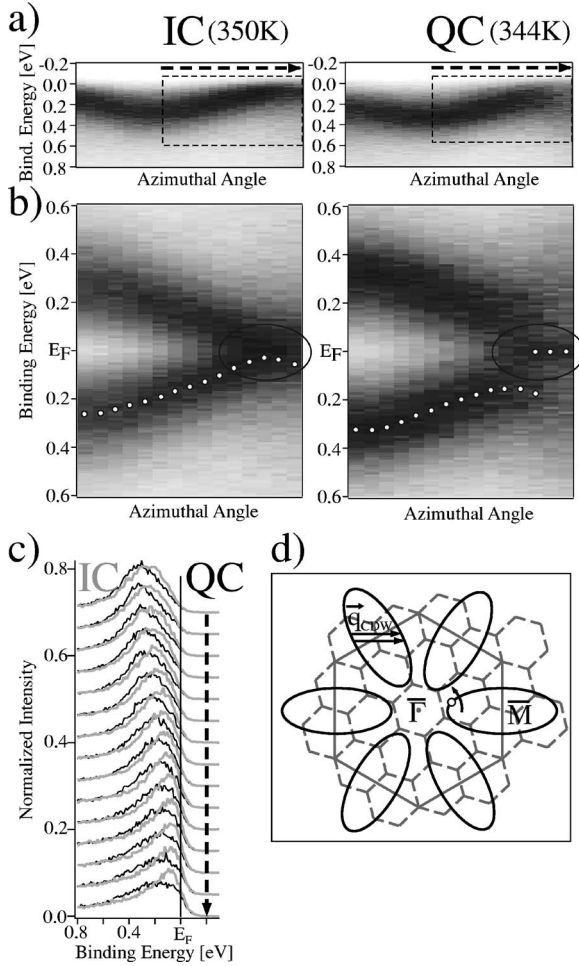 a) IC (350K) QC (344K)
Bind. Energy [eV]
-0.2
0.0
0.2
0.4
0.6
0.8
-0.2
0.0
0.2
0.4
0.6
0.8
Azimuthal Angle
Azimuthal Angle
b)
Binding Energy [eV]
0.6
0.4
0.2
EF
0.2
0.4
0.6
Binding Energy [eV]
0.6
0.4
0.2
EF
0.2
0.4
0.6
Azimuthal Angle
Azimuthal Angle
c)
IC QC
Normalized Intensity
0.8
0.6
0.4
0.2
0.0
0.8 0.4 EF
Binding Energy [eV]
d)
qCDW
Γ M